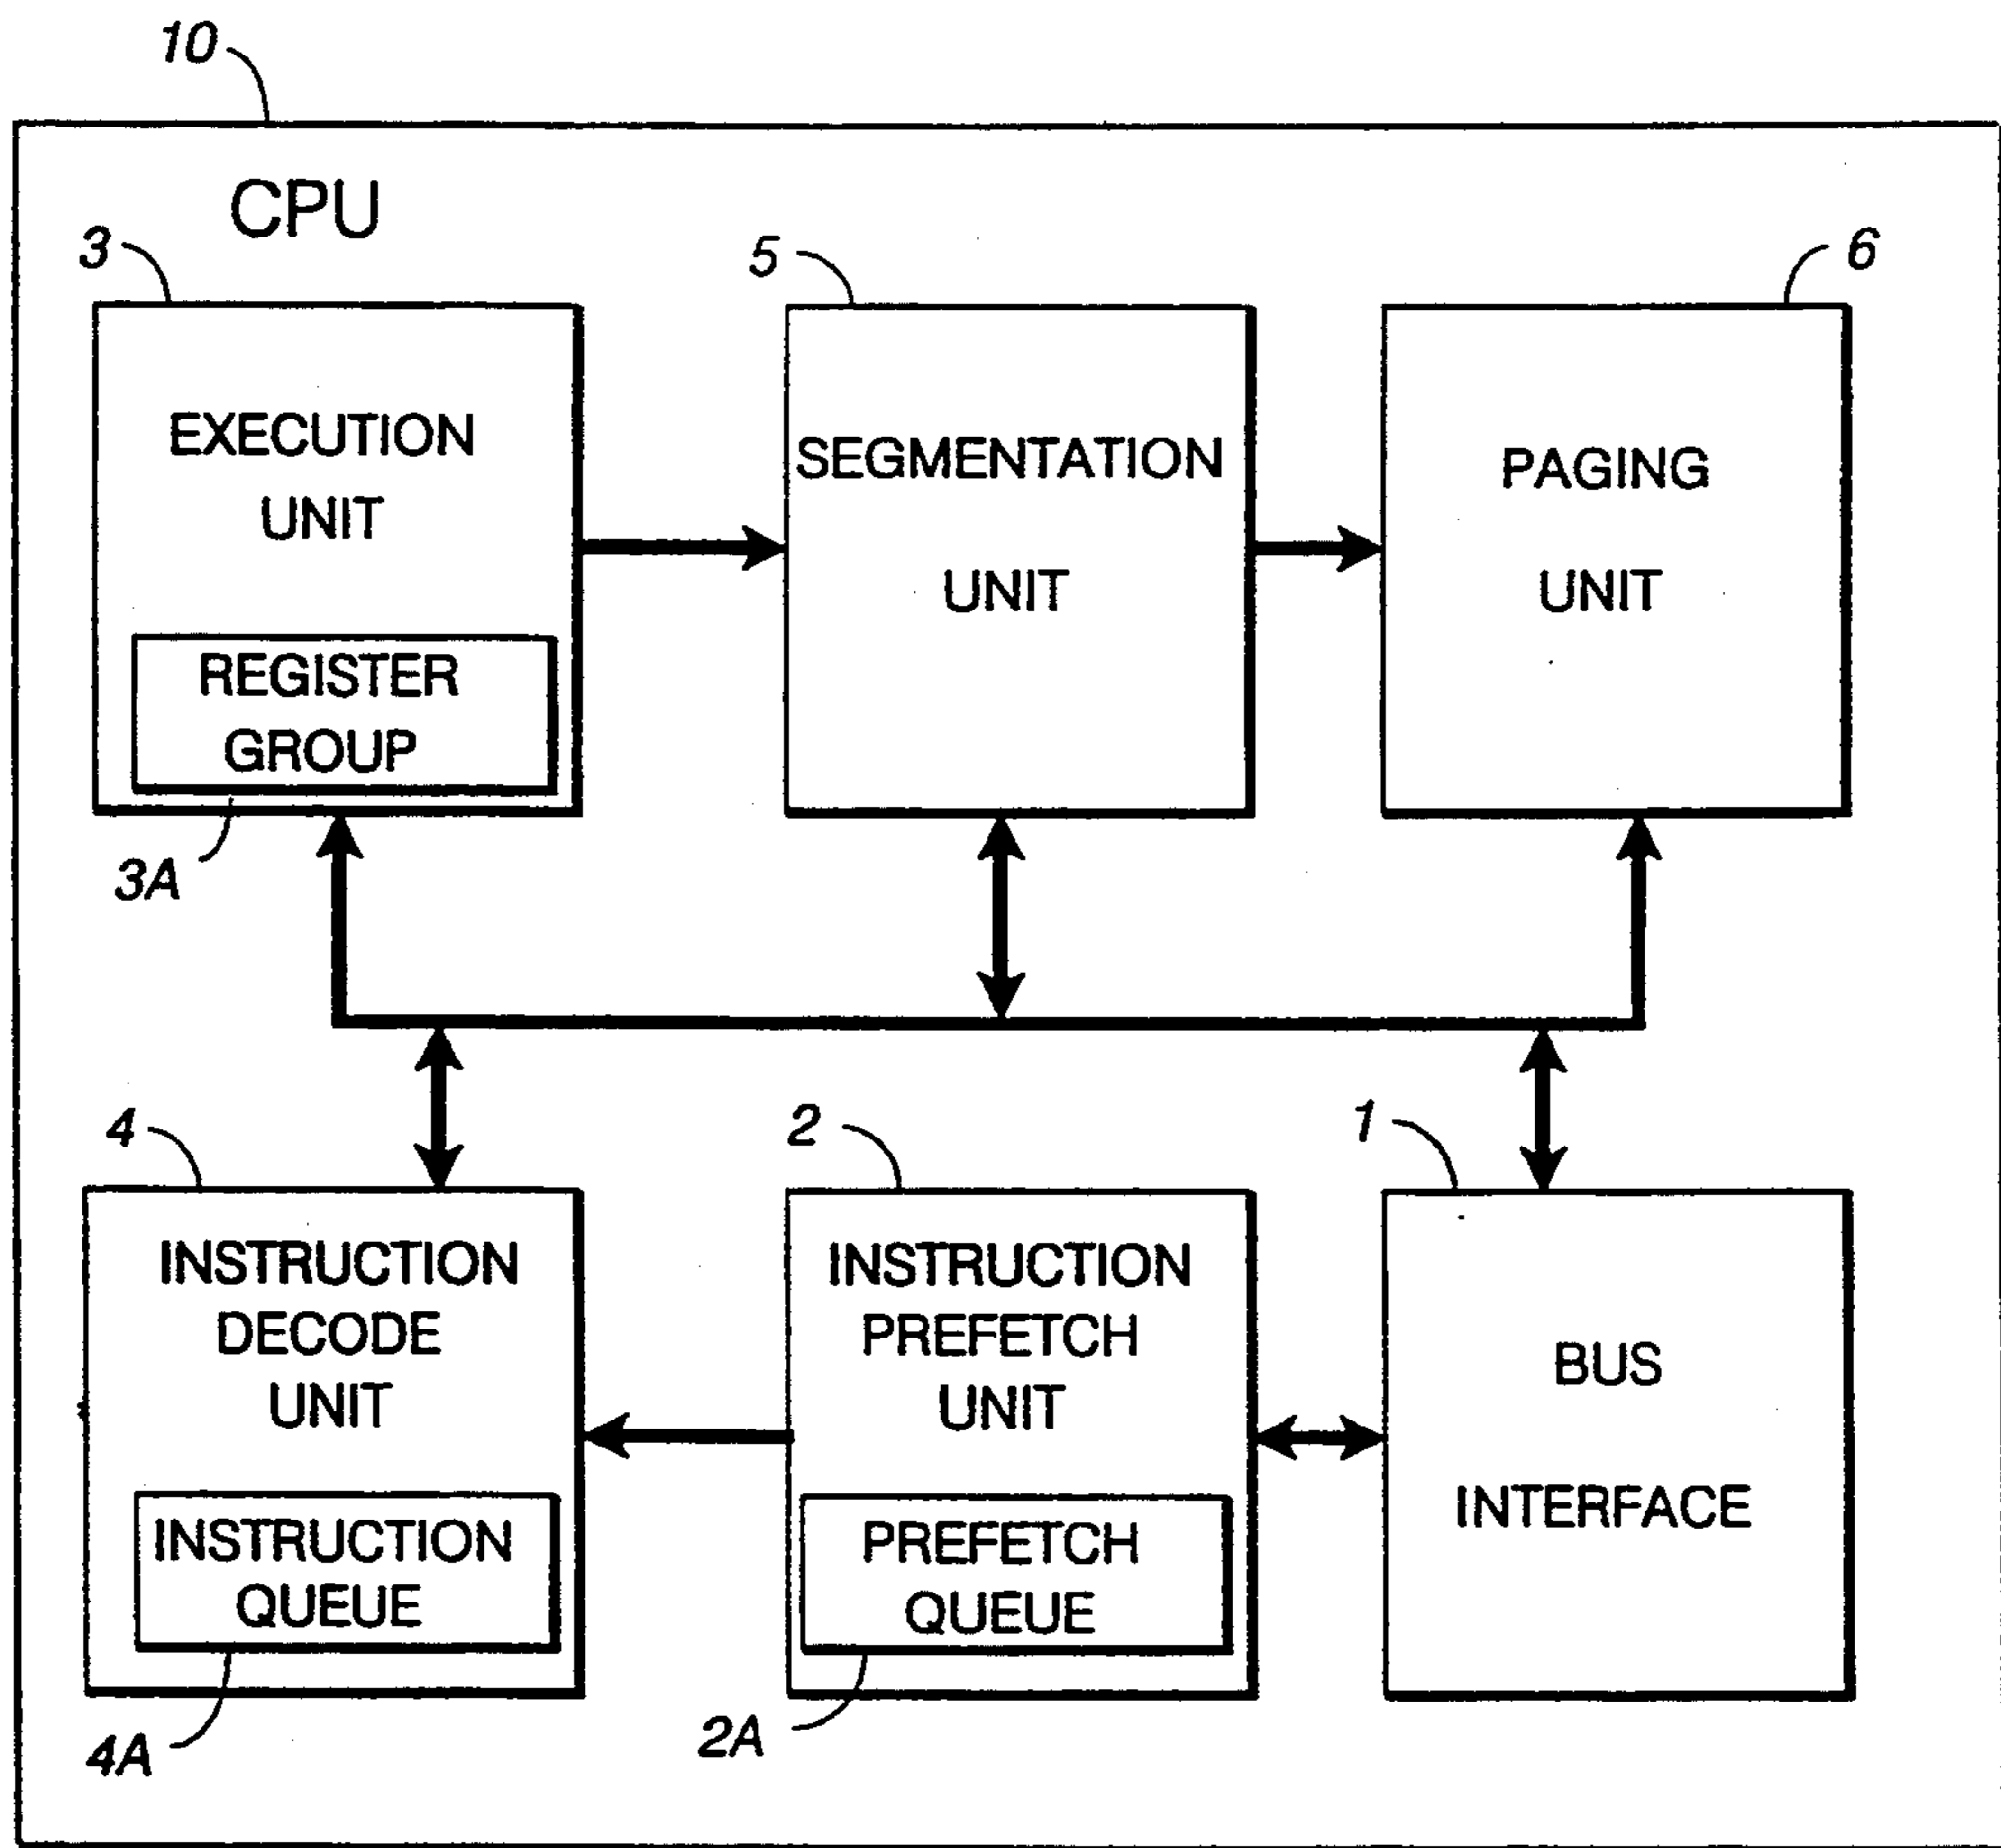 10
CPU
3
5
6
EXECUTION
UNIT
REGISTER
GROUP
3A
SEGMENTATION
UNIT
PAGING
UNIT
4
2
1
INSTRUCTION
DECODE
UNIT
INSTRUCTION
QUEUE
4A
INSTRUCTION
PREFETCH
UNIT
PREFETCH
QUEUE
2A
BUS
INTERFACE